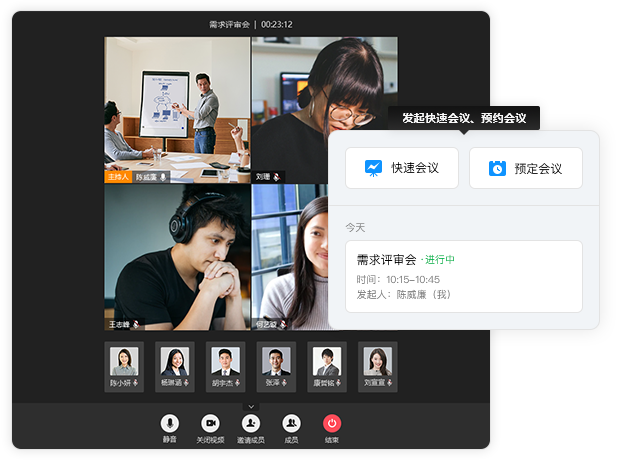 需求评审会 | 00:23:12
发起快速会议、预约会议
快速会议
预定会议
今天
需求评审会 ·进行中
时间：10:15–10:45
发起人：陈威廉（我）
主持人 陈威廉
刘珊
王志峰
何艺璇
陈小妍
杨琳涵
胡宇杰
张泽
康哲铭
刘宣宣
静音
关闭视频
邀请成员
成员
结束